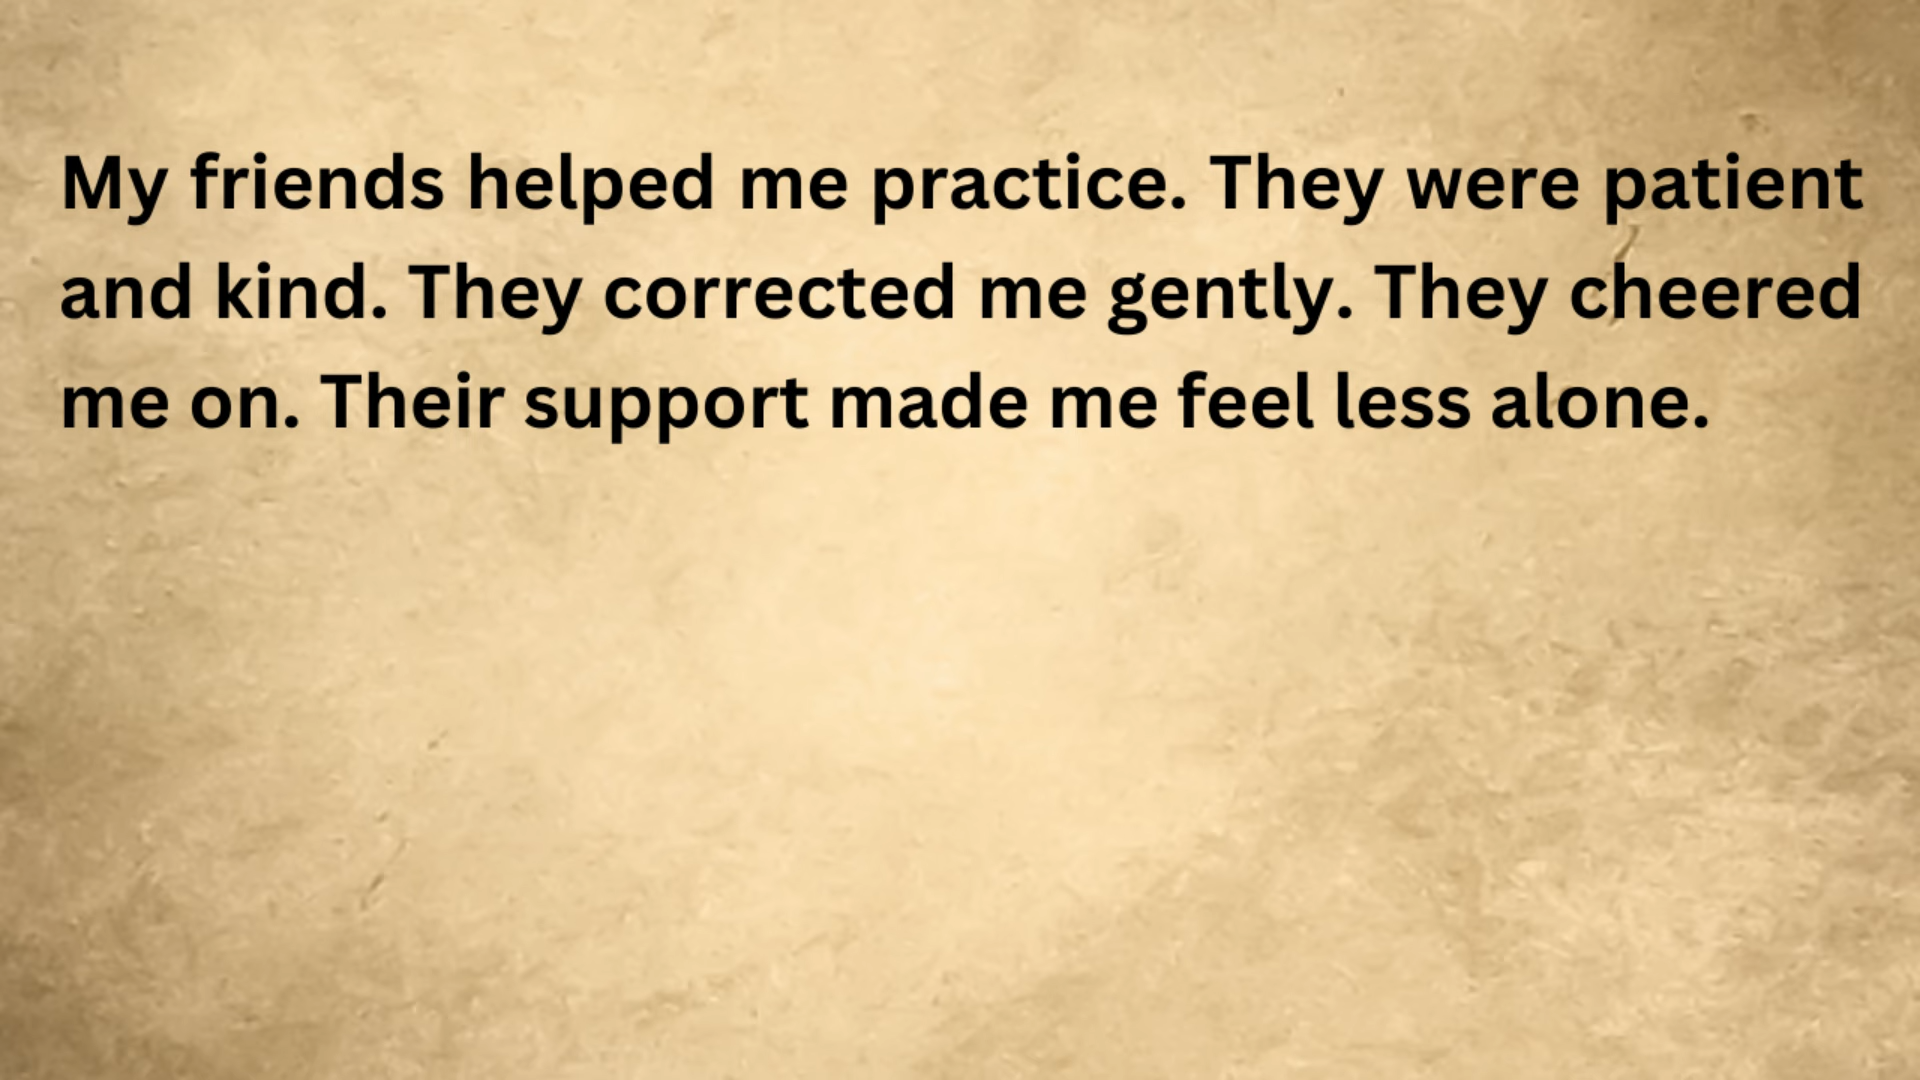 My friends helped me practice. They were patient
and kind. They corrected me gently. They cheered
me on. Their support made me feel less alone.